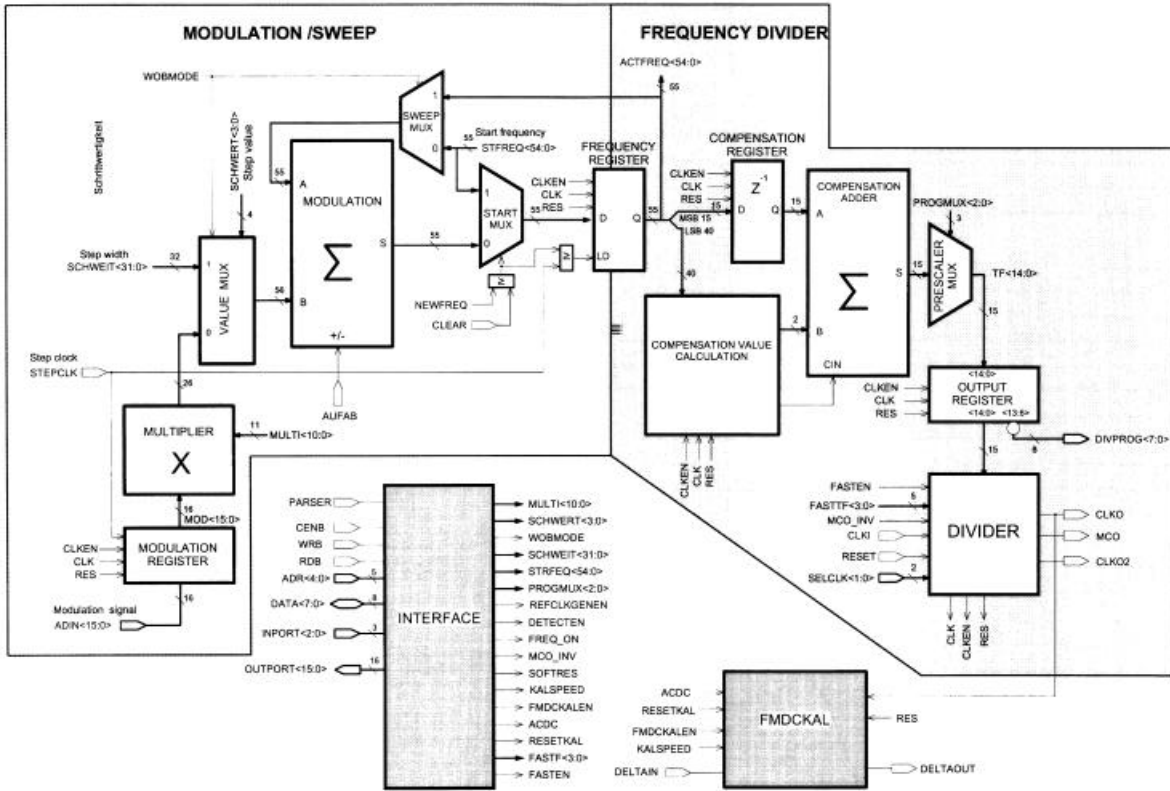 MODULATION /SWEEP
FREQUENCY DIVIDER
ACTFREQ<54:0>
55
WOBMODE
1
SWEEP
MUX
0
Schrittwertigkeit
SCHWERT<3:0>
Step value
4
55
Start frequency
STFREQ<54:0>
55
FREQUENCY
REGISTER
COMPENSATION
REGISTER
CLKEN
CLK
RES
D
Q
LD
55
MSB 15
LSB 40
15
CLKEN
CLK
RES
Z
-1
D
Q
15
COMPENSATION
ADDER
A
Σ
S
B
CIN
PROGMUX<2:0>
3
15
PRESCALER
MUX
TF<14:0>
15
A
MODULATION
Σ
S
B
+/-
55
1
START
MUX
0
55
≥1
≥1
NEWFREQ
CLEAR
AUFAB
Step width
SCHWEIT<31:0>
32
1
VALUE MUX
0
56
40
COMPENSATION VALUE
CALCULATION
2
CLKEN
CLK
RES
Step clock
STEPCLK
26
MULTIPLIER
X
11
MULTI<10:0>
16
MOD<15:0>
CLKEN
CLK
RES
MODULATION
REGISTER
16
Modulation signal
ADIN<15:0>
CLKEN
CLK
RES
<14:0>
OUTPUT
REGISTER
<14:0>
<13:6>
8
DIVPROG<7:0>
15
FASTEN
FASTTF<3:0>
5
MCO_INV
CLKI
RESET
SELCLK<1:0>
2
DIVIDER
CLKO
MCO
CLKO2
CLK
CLKEN
RES
PARSER
CENB
WRB
RDB
ADR<4:0>
5
DATA<7:0>
8
INPORT<2:0>
3
OUTPORT<15:0>
16
INTERFACE
MULTI<10:0>
SCHWERT<3:0>
WOBMODE
SCHWEIT<31:0>
STRFEQ<54:0>
PROGMUX<2:0>
REFCLKGENEN
DETECTEN
FREQ_ON
MCO_INV
SOFTRES
KALSPEED
FMDCKALEN
ACDC
RESETKAL
FASTF<3:0>
FASTEN
ACDC
RESETKAL
FMDCKALEN
KALSPEED
DELTAIN
FMDCKAL
RES
DELTAOUT